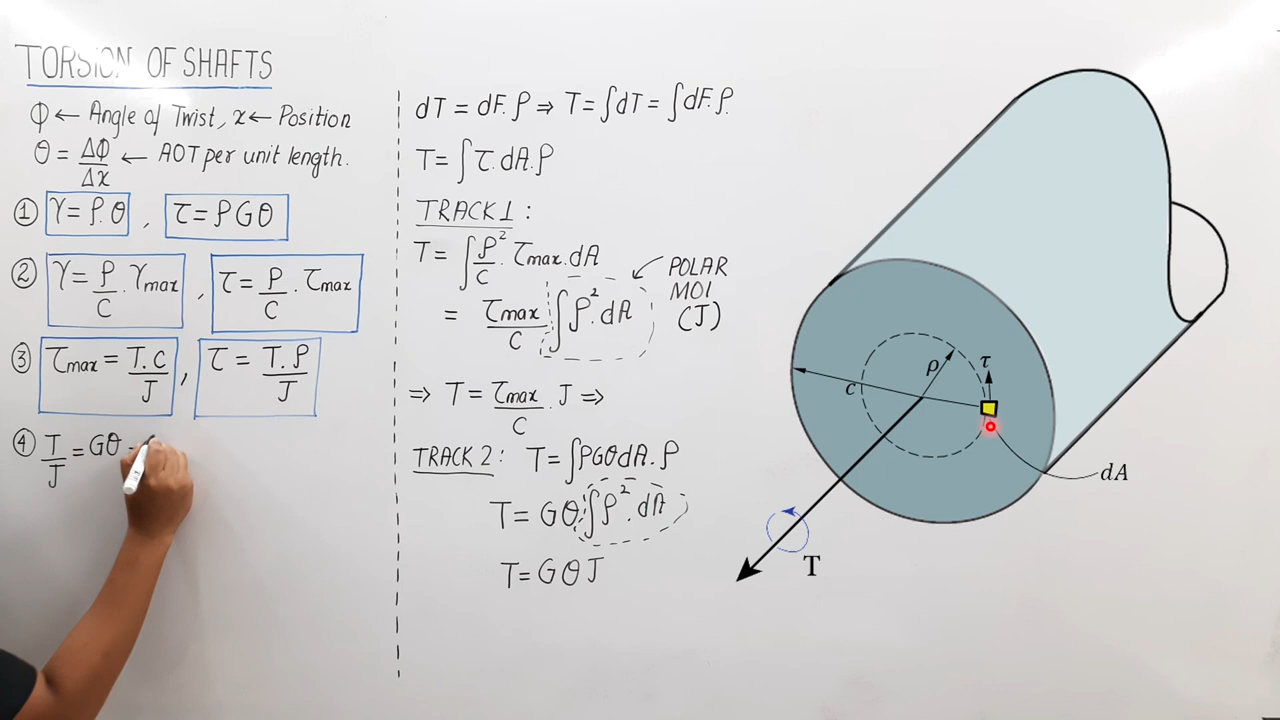 TORSION OF SHAFTS
Φ ← Angle of Twist, x ← Position
θ = ΔΦ/Δx ← AOT per unit length.
① γ = ρ.θ , τ = ρGθ
② γ = ρ/C . γmax , τ = ρ/C . τmax
③ τmax = T.C/J , τ = T.ρ/J
④ T/J = Gθ -
dT = dF.ρ ⇒ T = ∫dT = ∫dF.ρ.
T = ∫τ.dA.ρ
TRACK 1 :
T = ∫ρ²/C . τmax.dA
= τmax/C ∫ρ².dA
POLAR
MOI
(J)
⇒ T = τmax/C . J ⇒
TRACK 2 : T = ∫ρGθdA.ρ
T = Gθ∫ρ².dA
T = GθJ
ρ
τ
c
dA
T